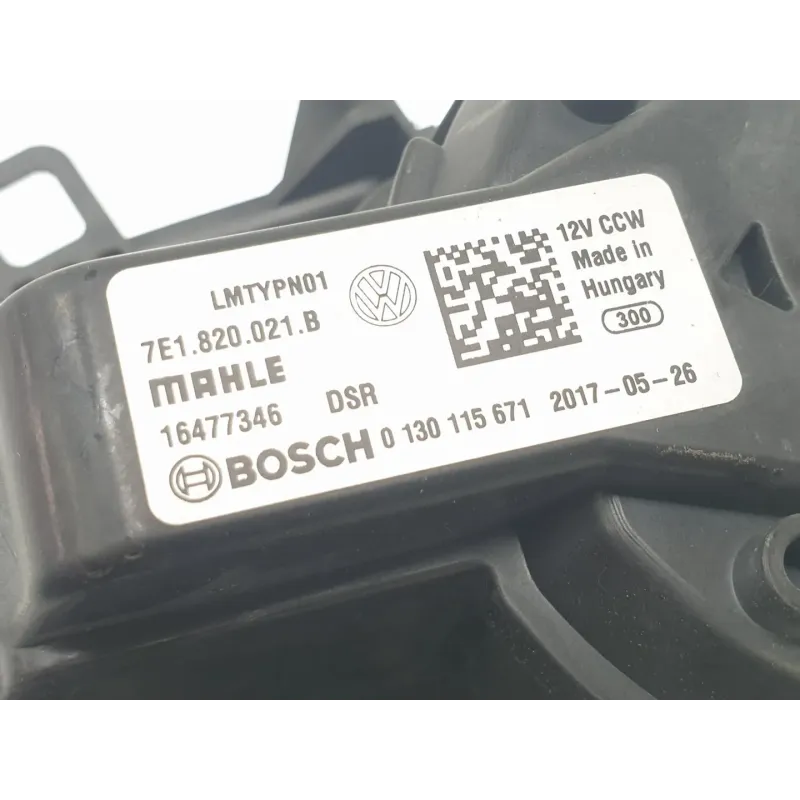 LMTYPN01
7E1.820.021.B
MAHLE
16477346 DSR
BOSCH 0 130 115 671 2017-05-26
VW
12V CCW
Made in
Hungary
300